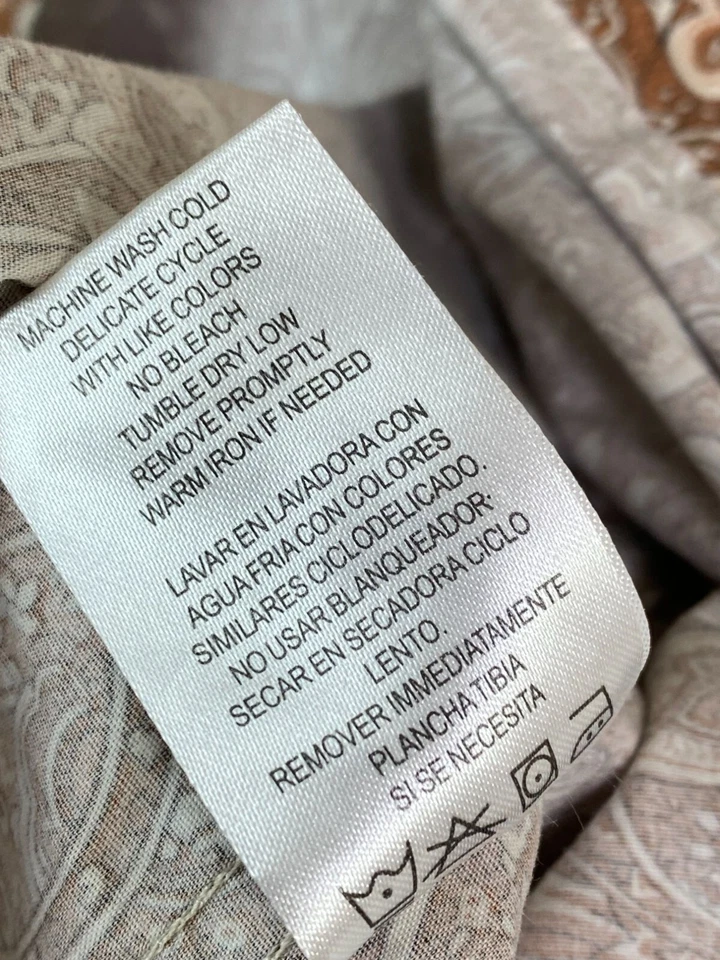 MACHINE WASH COLD
DELICATE CYCLE
WITH LIKE COLORS
NO BLEACH
TUMBLE DRY LOW
REMOVE PROMPTLY
WARM IRON IF NEEDED
LAVAR EN LAVADORA CON
AGUA FRIA CON COLORES
SIMILARES CICLODELICADO.
NO USAR BLANQUEADOR.
SECAR EN SECADORA CICLO
LENTO.
REMOVER IMMEDIATAMENTE
PLANCHA TIBIA
SI SE NECESITA